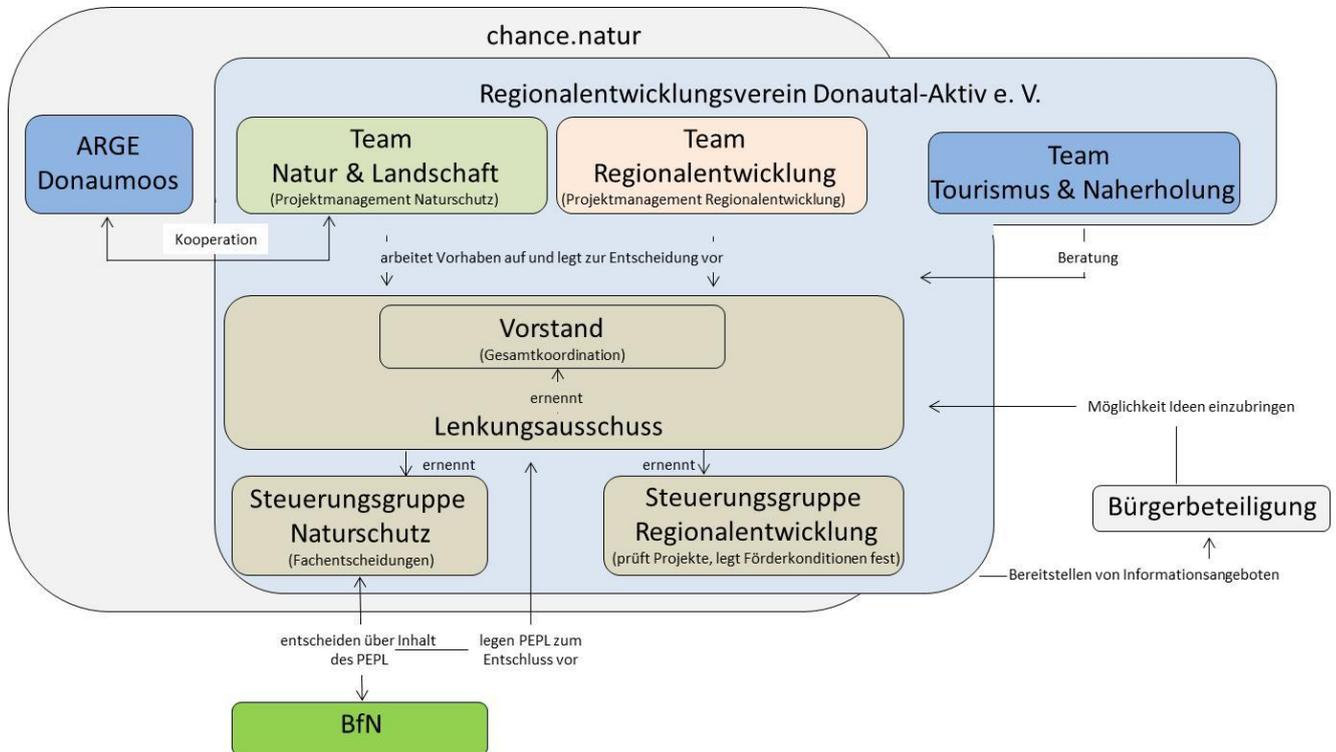 chance.natur
Regionalentwicklungsverein Donautal-Aktiv e. V.
ARGE
Donaumoos
Team
Natur & Landschaft
(Projektmanagement Naturschutz)
Team
Regionalentwicklung
(Projektmanagement Regionalentwicklung)
Team
Tourismus & Naherholung
Kooperation
arbeitet Vorhaben auf und legt zur Entscheidung vor
Beratung
Vorstand
(Gesamtkoordination)
ernennt
Lenkungsausschuss
Möglichkeit Ideen einzubringen
ernennt
ernennt
Steuerungsgruppe
Naturschutz
(Fachentscheidungen)
Steuerungsgruppe
Regionalentwicklung
(prüft Projekte, legt Förderkonditionen fest)
Bürgerbeteiligung
Bereitstellen von Informationsangeboten
entscheiden über Inhalt
des PEPL
legen PEPL zum
Entschluss vor
BfN